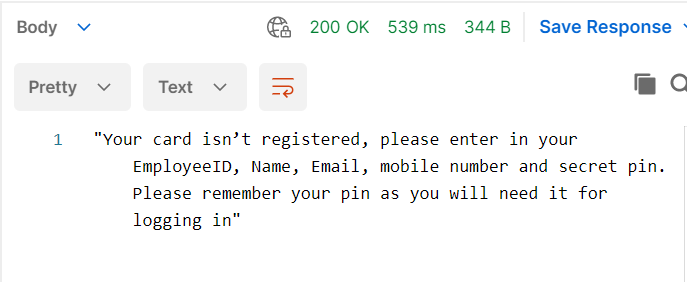 Body 200 OK 539 ms 344 B Save Response
Pretty Text
1 "Your card isn’t registered, please enter in your
EmployeeID, Name, Email, mobile number and secret pin.
Please remember your pin as you will need it for
logging in"